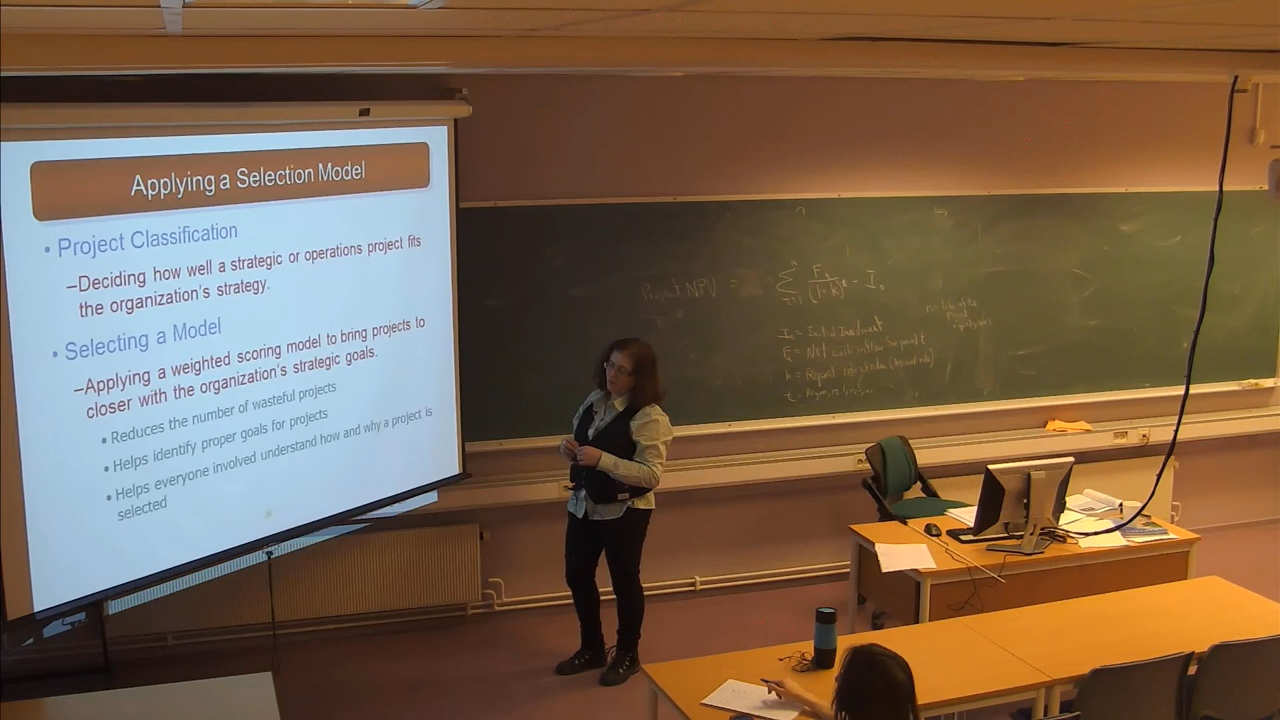 Applying a Selection Model
• Project Classification
–Deciding how well a strategic or operations project fits
the organization's strategy.
• Selecting a Model
–Applying a weighted scoring model to bring projects to
closer with the organization's strategic goals.
• Reduces the number of wasteful projects
• Helps identify proper goals for projects
• Helps everyone involved understand how and why a project is
selected
Project NPV =
I₀ = Initial Investment
= Net cash inflow